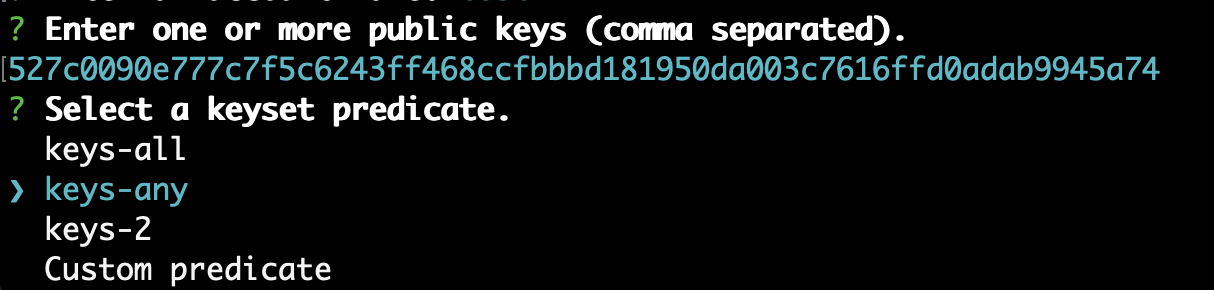 ? Enter one or more public keys (comma separated).
527c0090e777c7f5c6243ff468ccfbbbd181950da003c7616ffd0adab9945a74
? Select a keyset predicate.
keys-all
❯ keys-any
keys-2
Custom predicate